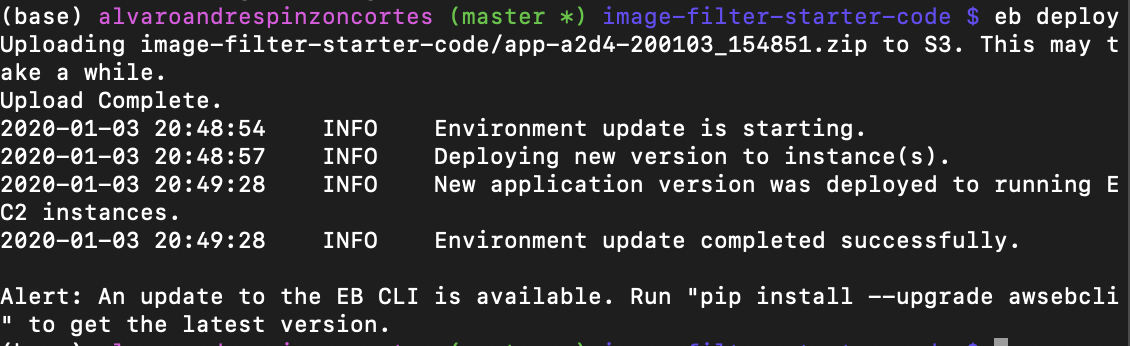 (base) alvaroandrespinzoncortes (master *) image-filter-starter-code $ eb deploy
Uploading image-filter-starter-code/app-a2d4-200103_154851.zip to S3. This may t
ake a while.
Upload Complete.
2020-01-03 20:48:54    INFO    Environment update is starting.
2020-01-03 20:48:57    INFO    Deploying new version to instance(s).
2020-01-03 20:49:28    INFO    New application version was deployed to running E
C2 instances.
2020-01-03 20:49:28    INFO    Environment update completed successfully.
Alert: An update to the EB CLI is available. Run "pip install --upgrade awsebcli
" to get the latest version.